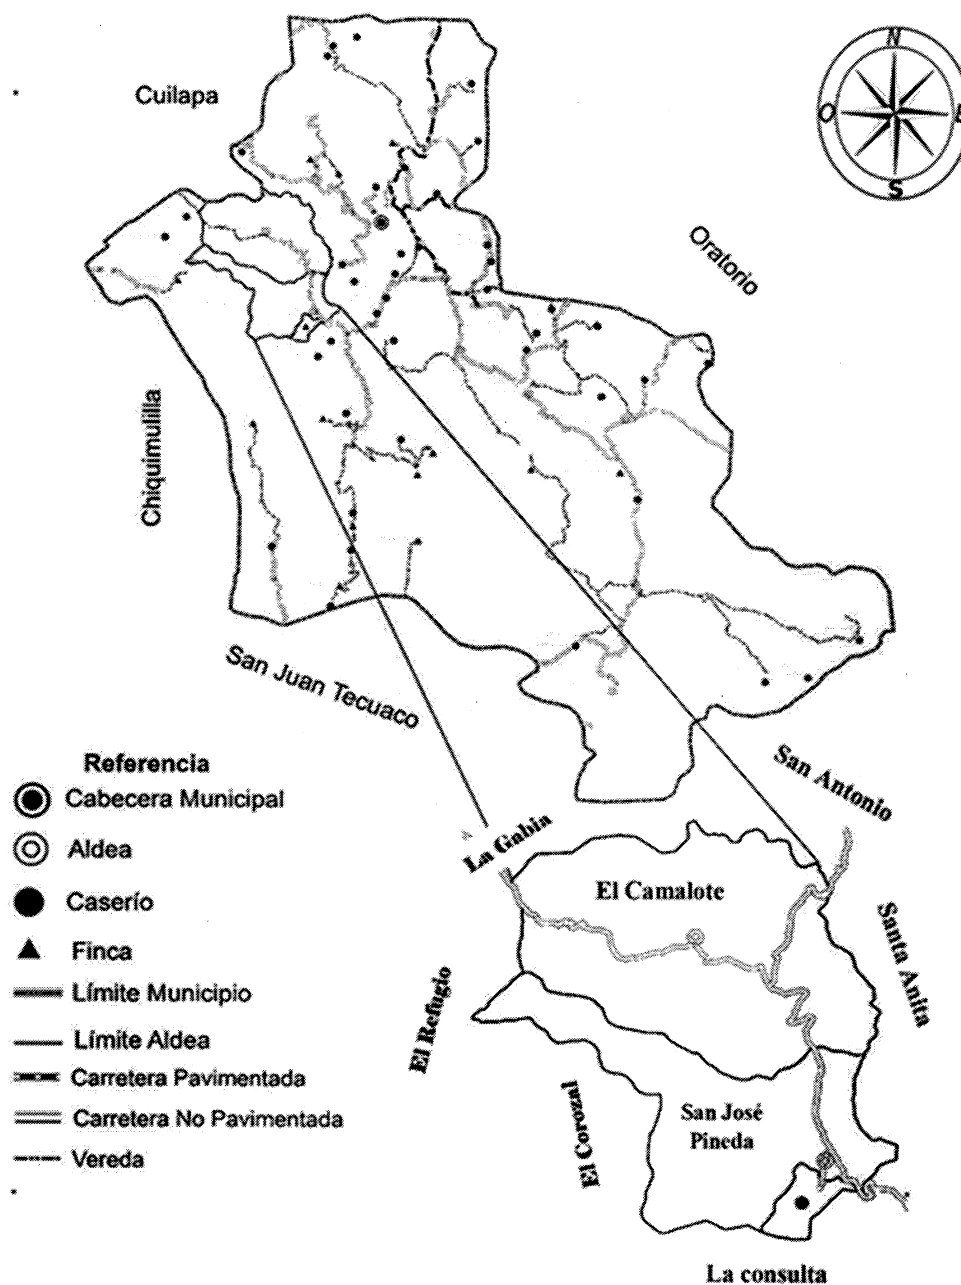 N
Cuilapa
O
E
S
Oratorio
Chiquimulilla
San Juan Tecuaco
Referencia
Cabecera Municipal
Aldea
Caserío
Finca
Límite Municipio
Límite Aldea
Carretera Pavimentada
Carretera No Pavimentada
Vereda
San Antonio
La Gabia
El Camalote
Santa Anita
El Refugio
El Corozal
San José
Pineda
La consulta